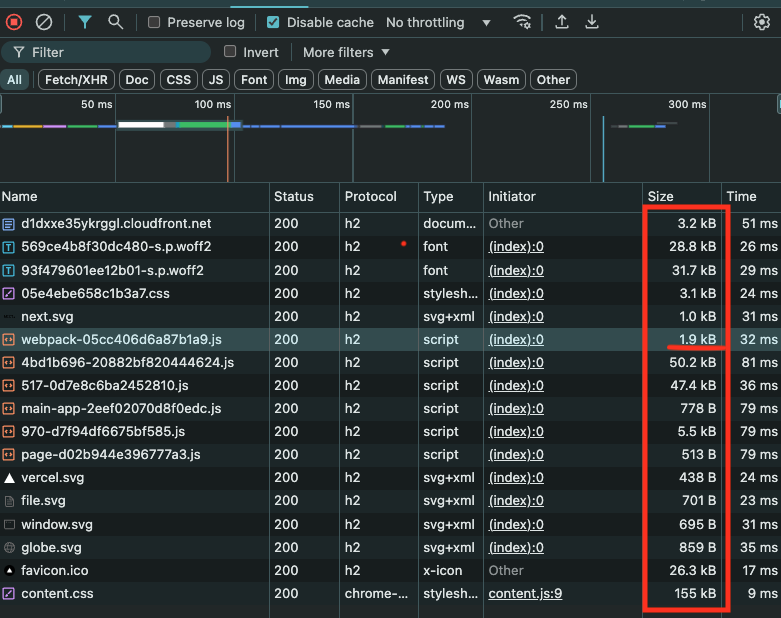 Preserve log Disable cache No throttling
Filter Invert More filters
All Fetch/XHR Doc CSS JS Font Img Media Manifest WS Wasm Other
50 ms 100 ms 150 ms 200 ms 250 ms 300 ms
Name Status Protocol Type Initiator Size Time
d1dxxe35ykrggl.cloudfront.net 200 h2 docum... Other 3.2 kB 51 ms
569ce4b8f30dc480-s.p.woff2 200 h2 font (index):0 28.8 kB 26 ms
93f479601ee12b01-s.p.woff2 200 h2 font (index):0 31.7 kB 29 ms
05e4ebe658c1b3a7.css 200 h2 stylesh... (index):0 3.1 kB 24 ms
next.svg 200 h2 svg+xml (index):0 1.0 kB 31 ms
webpack-05cc406d6a87b1a9.js 200 h2 script (index):0 1.9 kB 32 ms
4bd1b696-20882bf820444624.js 200 h2 script (index):0 50.2 kB 81 ms
517-0d7e8c6ba2452810.js 200 h2 script (index):0 47.4 kB 36 ms
main-app-2eef02070d8f0edc.js 200 h2 script (index):0 778 B 79 ms
970-d7f94df6675bf585.js 200 h2 script (index):0 5.5 kB 79 ms
page-d02b944e396777a3.js 200 h2 script (index):0 513 B 79 ms
vercel.svg 200 h2 svg+xml (index):0 438 B 24 ms
file.svg 200 h2 svg+xml (index):0 701 B 23 ms
window.svg 200 h2 svg+xml (index):0 695 B 31 ms
globe.svg 200 h2 svg+xml (index):0 859 B 35 ms
favicon.ico 200 h2 x-icon Other 26.3 kB 17 ms
content.css 200 chrome-... stylesh... content.js:9 155 kB 9 ms